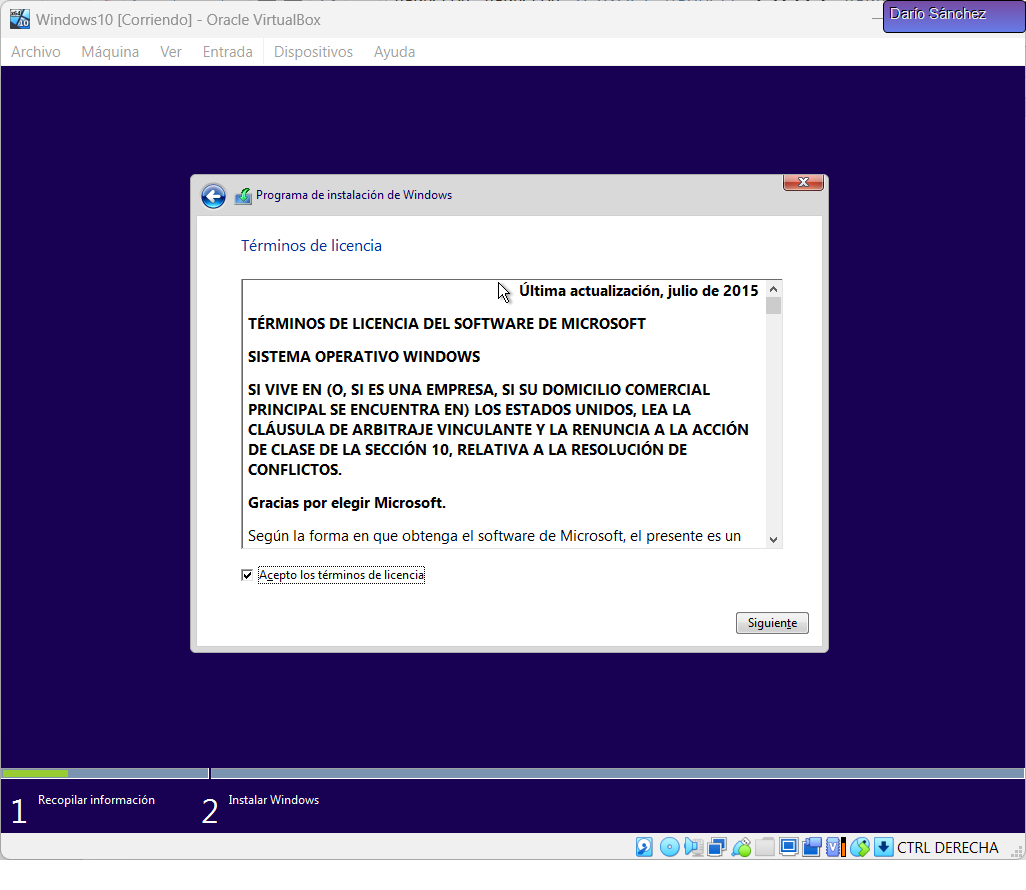 Windows10 [Corriendo] - Oracle VirtualBox
Darío Sánchez
Archivo Máquina Ver Entrada Dispositivos Ayuda
Programa de instalación de Windows
Términos de licencia
Última actualización, julio de 2015
TÉRMINOS DE LICENCIA DEL SOFTWARE DE MICROSOFT
SISTEMA OPERATIVO WINDOWS
SI VIVE EN (O, SI ES UNA EMPRESA, SI SU DOMICILIO COMERCIAL
PRINCIPAL SE ENCUENTRA EN) LOS ESTADOS UNIDOS, LEA LA
CLÁUSULA DE ARBITRAJE VINCULANTE Y LA RENUNCIA A LA ACCIÓN
DE CLASE DE LA SECCIÓN 10, RELATIVA A LA RESOLUCIÓN DE
CONFLICTOS.
Gracias por elegir Microsoft.
Según la forma en que obtenga el software de Microsoft, el presente es un
Acepto los términos de licencia
Siguiente
1 Recopilar información
2 Instalar Windows
CTRL DERECHA